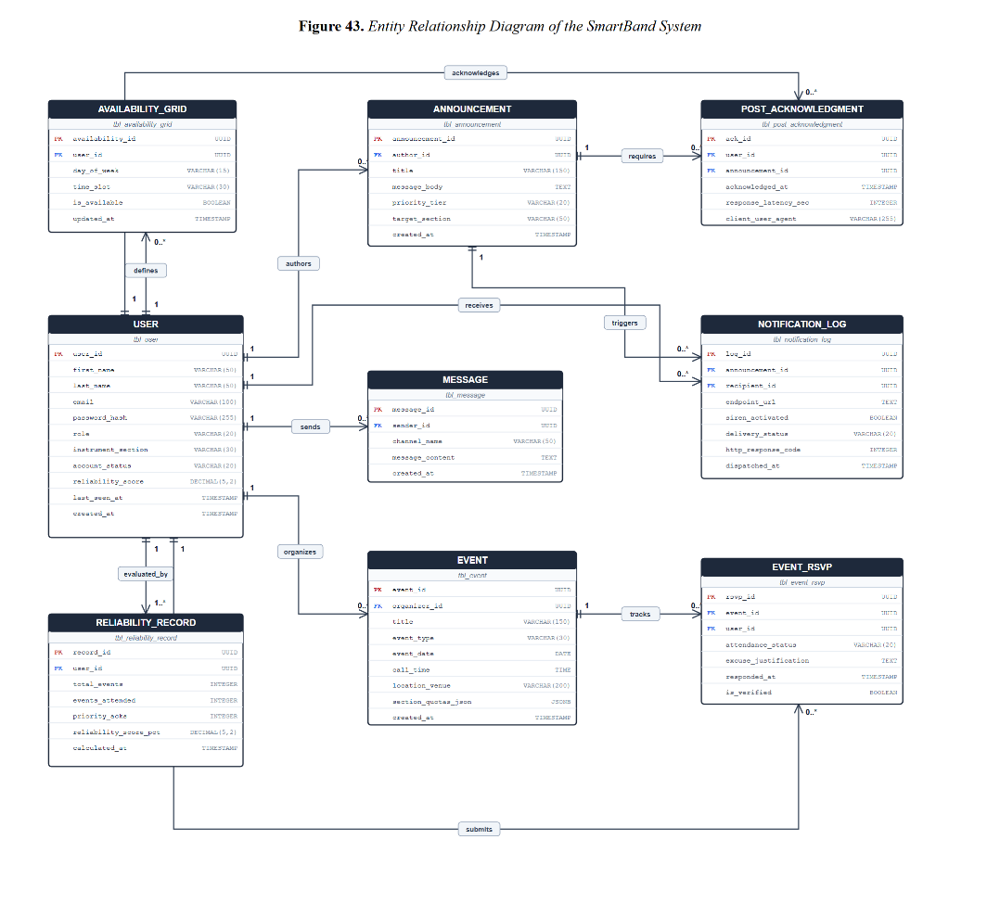 Figure 43. Entity Relationship Diagram of the SmartBand System
acknowledges
0..*
AVAILABILITY_GRID
tbl_availability_grid
PK availability_id UUID
FK user_id UUID
day_of_week VARCHAR(15)
time_slot VARCHAR(30)
is_available BOOLEAN
updated_at TIMESTAMP
ANNOUNCEMENT
tbl_announcement
PK announcement_id UUID
FK author_id UUID
title VARCHAR(150)
message_body TEXT
priority_tier VARCHAR(20)
target_section VARCHAR(50)
created_at TIMESTAMP
POST_ACKNOWLEDGMENT
tbl_post_acknowledgment
PK ack_id UUID
FK user_id UUID
FK announcement_id UUID
acknowledged_at TIMESTAMP
response_latency_sec INTEGER
client_user_agent VARCHAR(255)
1
requires
0..
0..
0..*
defines
1
1
authors
1
receives
triggers
USER
tbl_user
PK user_id UUID
first_name VARCHAR(50)
last_name VARCHAR(50)
email VARCHAR(100)
password_hash VARCHAR(255)
role VARCHAR(20)
instrument_section VARCHAR(30)
account_status VARCHAR(20)
reliability_score DECIMAL(5,2)
last_seen_at TIMESTAMP
created_at TIMESTAMP
1
1
1
sends
0..
1
MESSAGE
tbl_message
PK message_id UUID
FK sender_id UUID
channel_name VARCHAR(50)
message_content TEXT
created_at TIMESTAMP
0..*
0..*
NOTIFICATION_LOG
tbl_notification_log
PK log_id UUID
FK announcement_id UUID
FK recipient_id UUID
endpoint_url TEXT
siren_activated BOOLEAN
delivery_status VARCHAR(20)
http_response_code INTEGER
dispatched_at TIMESTAMP
1
1
organizes
evaluated_by
1..*
0..
RELIABILITY_RECORD
tbl_reliability_record
PK record_id UUID
FK user_id UUID
total_events INTEGER
events_attended INTEGER
priority_acks INTEGER
reliability_score_pct DECIMAL(5,2)
calculated_at TIMESTAMP
EVENT
tbl_event
PK event_id UUID
FK organizer_id UUID
title VARCHAR(150)
event_type VARCHAR(30)
event_date DATE
call_time TIME
location_venue VARCHAR(200)
section_quotas_json JSONB
created_at TIMESTAMP
1
tracks
0..
EVENT_RSVP
tbl_event_rsvp
PK rsvp_id UUID
FK event_id UUID
FK user_id UUID
attendance_status VARCHAR(20)
excuse_justification TEXT
responded_at TIMESTAMP
is_verified BOOLEAN
0..*
submits